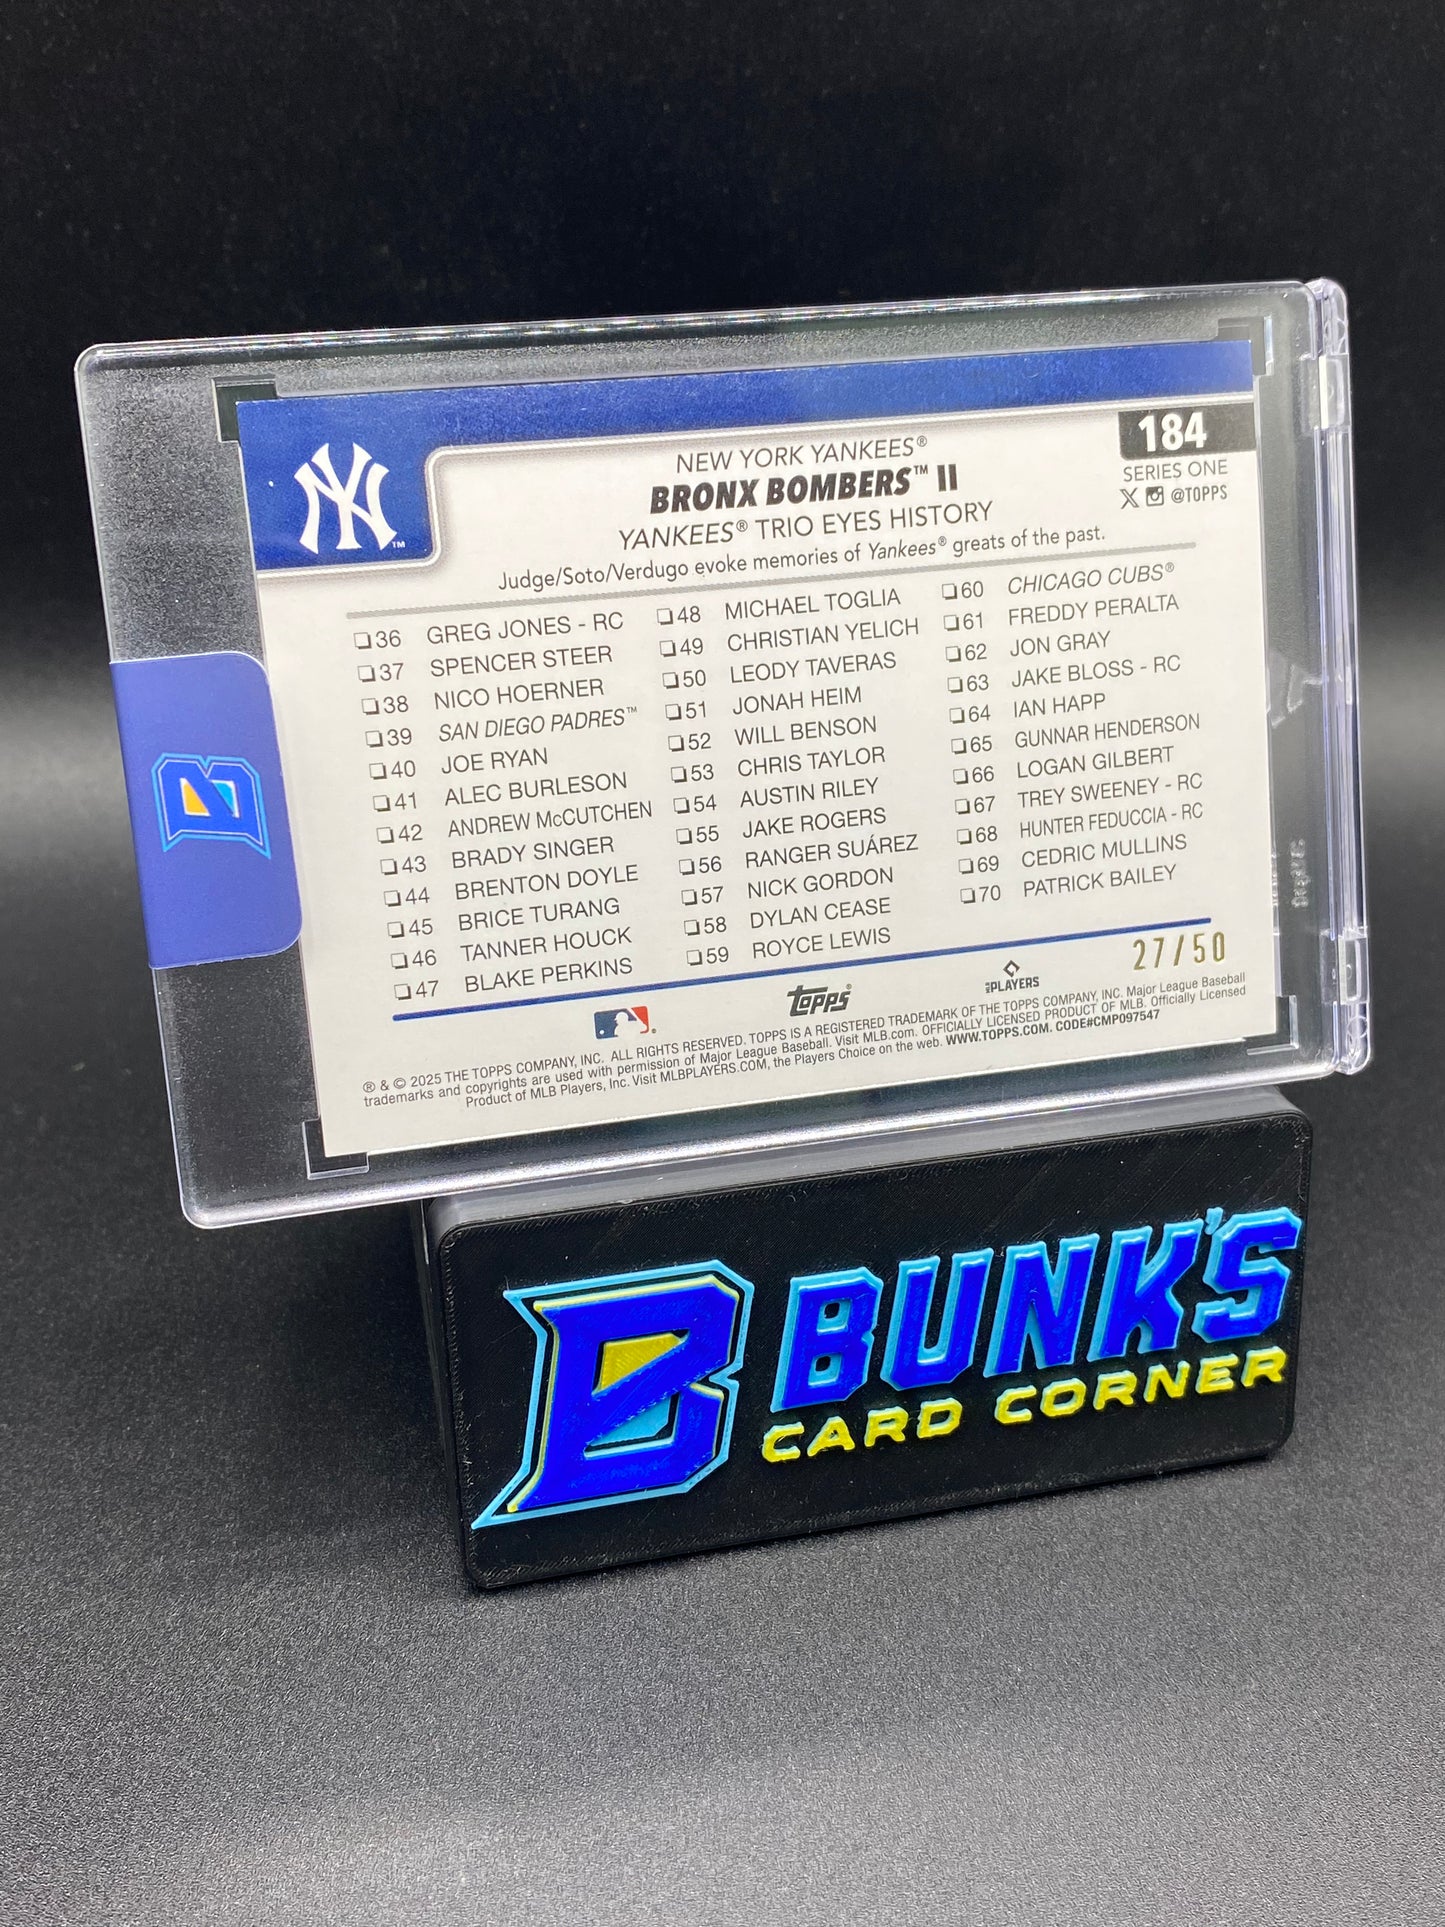 184
SERIES ONE
@TOPPS
NEW YORK YANKEES®
BRONX BOMBERS™ II
YANKEES® TRIO EYES HISTORY
Judge/Soto/Verdugo evoke memories of Yankees® greats of the past.
NY™
36 GREG JONES - RC
37 SPENCER STEER
38 NICO HOERNER
39 SAN DIEGO PADRES™
40 JOE RYAN
41 ALEC BURLESON
42 ANDREW McCUTCHEN
43 BRADY SINGER
44 BRENTON DOYLE
45 BRICE TURANG
46 TANNER HOUCK
47 BLAKE PERKINS
48 MICHAEL TOGLIA
49 CHRISTIAN YELICH
50 LEODY TAVERAS
51 JONAH HEIM
52 WILL BENSON
53 CHRIS TAYLOR
54 AUSTIN RILEY
55 JAKE ROGERS
56 RANGER SUÁREZ
57 NICK GORDON
58 DYLAN CEASE
59 ROYCE LEWIS
60 CHICAGO CUBS®
61 FREDDY PERALTA
62 JON GRAY
63 JAKE BLOSS - RC
64 IAN HAPP
65 GUNNAR HENDERSON
66 LOGAN GILBERT
67 TREY SWEENEY - RC
68 HUNTER FEDUCCIA - RC
69 CEDRIC MULLINS
70 PATRICK BAILEY
27/50
Topps®
PLAYERS
® & © 2025 THE TOPPS COMPANY, INC. ALL RIGHTS RESERVED. TOPPS IS A REGISTERED TRADEMARK OF THE TOPPS COMPANY, INC. Major League Baseball
trademarks and copyrights are used with permission of Major League Baseball. Visit MLB.com. OFFICIALLY LICENSED PRODUCT OF MLB. Officially Licensed
Product of MLB Players, Inc. Visit MLBPLAYERS.COM, the Players Choice on the web. WWW.TOPPS.COM. CODE#CMP097547
B
B
BUNK'S
CARD CORNER